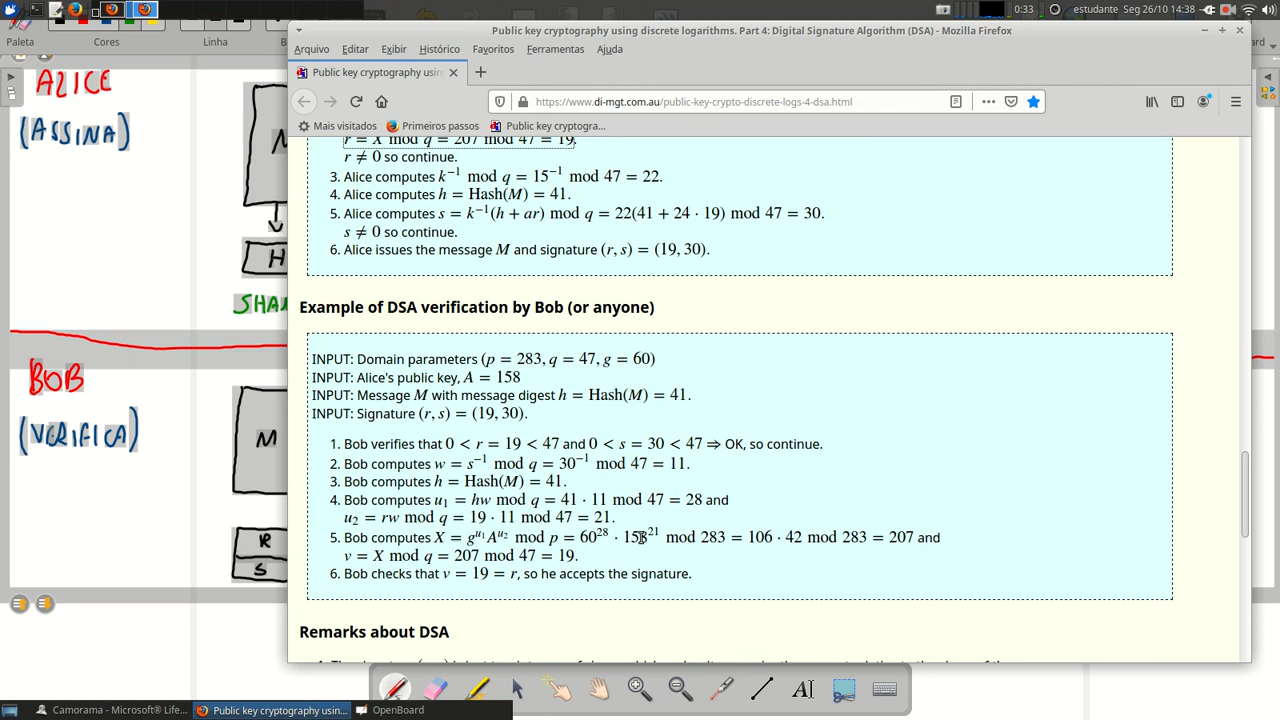 0:33 estudante Seg 26/10 14:38
Paleta Cores Linha
ALICE
(ASSINA)
SHA
BOB
(VERIFICA)
M
R
S
Public key cryptography using discrete logarithms. Part 4: Digital Signature Algorithm (DSA) - Mozilla Firefox
Arquivo Editar Exibir Histórico Favoritos Ferramentas Ajuda
Public key cryptography usin
https://www.di-mgt.com.au/public-key-crypto-discrete-logs-4-dsa.html
Mais visitados Primeiros passos Public key cryptogra...
r = X mod q = 207 mod 47 = 19.
r ≠ 0 so continue.
3. Alice computes k⁻¹ mod q = 15⁻¹ mod 47 = 22.
4. Alice computes h = Hash(M) = 41.
5. Alice computes s = k⁻¹(h + ar) mod q = 22(41 + 24 · 19) mod 47 = 30.
s ≠ 0 so continue.
6. Alice issues the message M and signature (r, s) = (19, 30).
Example of DSA verification by Bob (or anyone)
INPUT: Domain parameters (p = 283, q = 47, g = 60)
INPUT: Alice's public key, A = 158
INPUT: Message M with message digest h = Hash(M) = 41.
INPUT: Signature (r, s) = (19, 30).
1. Bob verifies that 0 < r = 19 < 47 and 0 < s = 30 < 47 ⇒ OK, so continue.
2. Bob computes w = s⁻¹ mod q = 30⁻¹ mod 47 = 11.
3. Bob computes h = Hash(M) = 41.
4. Bob computes u₁ = hw mod q = 41 · 11 mod 47 = 28 and
u₂ = rw mod q = 19 · 11 mod 47 = 21.
5. Bob computes X = g^u₁ A^u₂ mod p = 60²⁸ · 158²¹ mod 283 = 106 · 42 mod 283 = 207 and
v = X mod q = 207 mod 47 = 19.
6. Bob checks that v = 19 = r, so he accepts the signature.
Remarks about DSA
Camorama - Microsoft® Life... Public key cryptography usin... OpenBoard